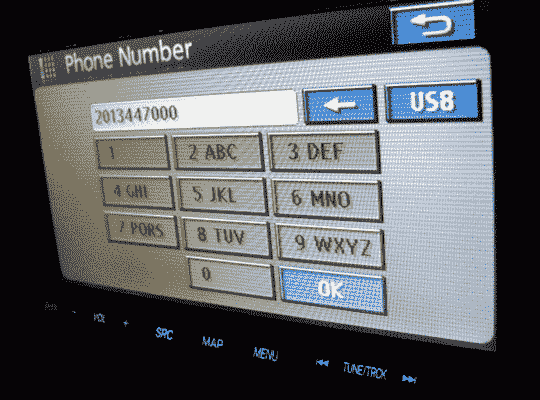 Phone Number
2013447000
USB
1
2 ABC
3 DEF
4 GHI
5 JKL
6 MNO
7 PQRS
8 TUV
9 WXYZ
0
OK
- VOL + SRC MAP MENU TUNE/TRCK